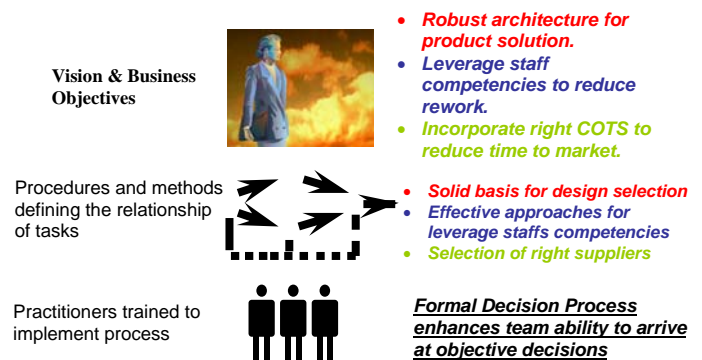 Vision & Business
Objectives
• Robust architecture for
product solution.
• Leverage staff
competencies to reduce
rework.
• Incorporate right COTS to
reduce time to market.
Procedures and methods
defining the relationship
of tasks
• Solid basis for design selection
• Effective approaches for
leverage staffs competencies
• Selection of right suppliers
Practitioners trained to
implement process
Formal Decision Process
enhances team ability to arrive
at objective decisions